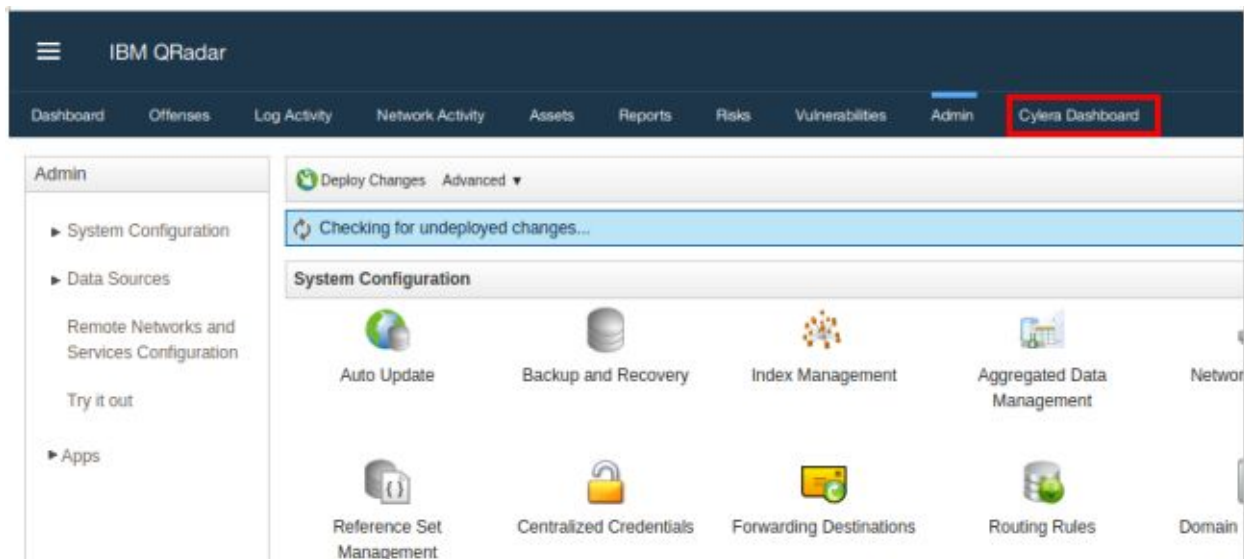 IBM QRadar
Dashboard Offenses Log Activity Network Activity Assets Reports Risks Vulnerabilities Admin Cylera Dashboard
Admin
Deploy Changes Advanced ▼
System Configuration
Checking for undeployed changes...
Data Sources
System Configuration
Remote Networks and
Services Configuration
Try it out
Apps
Auto Update Backup and Recovery Index Management Aggregated Data
Management
Reference Set
Management
Centralized Credentials Forwarding Destinations Routing Rules Domain